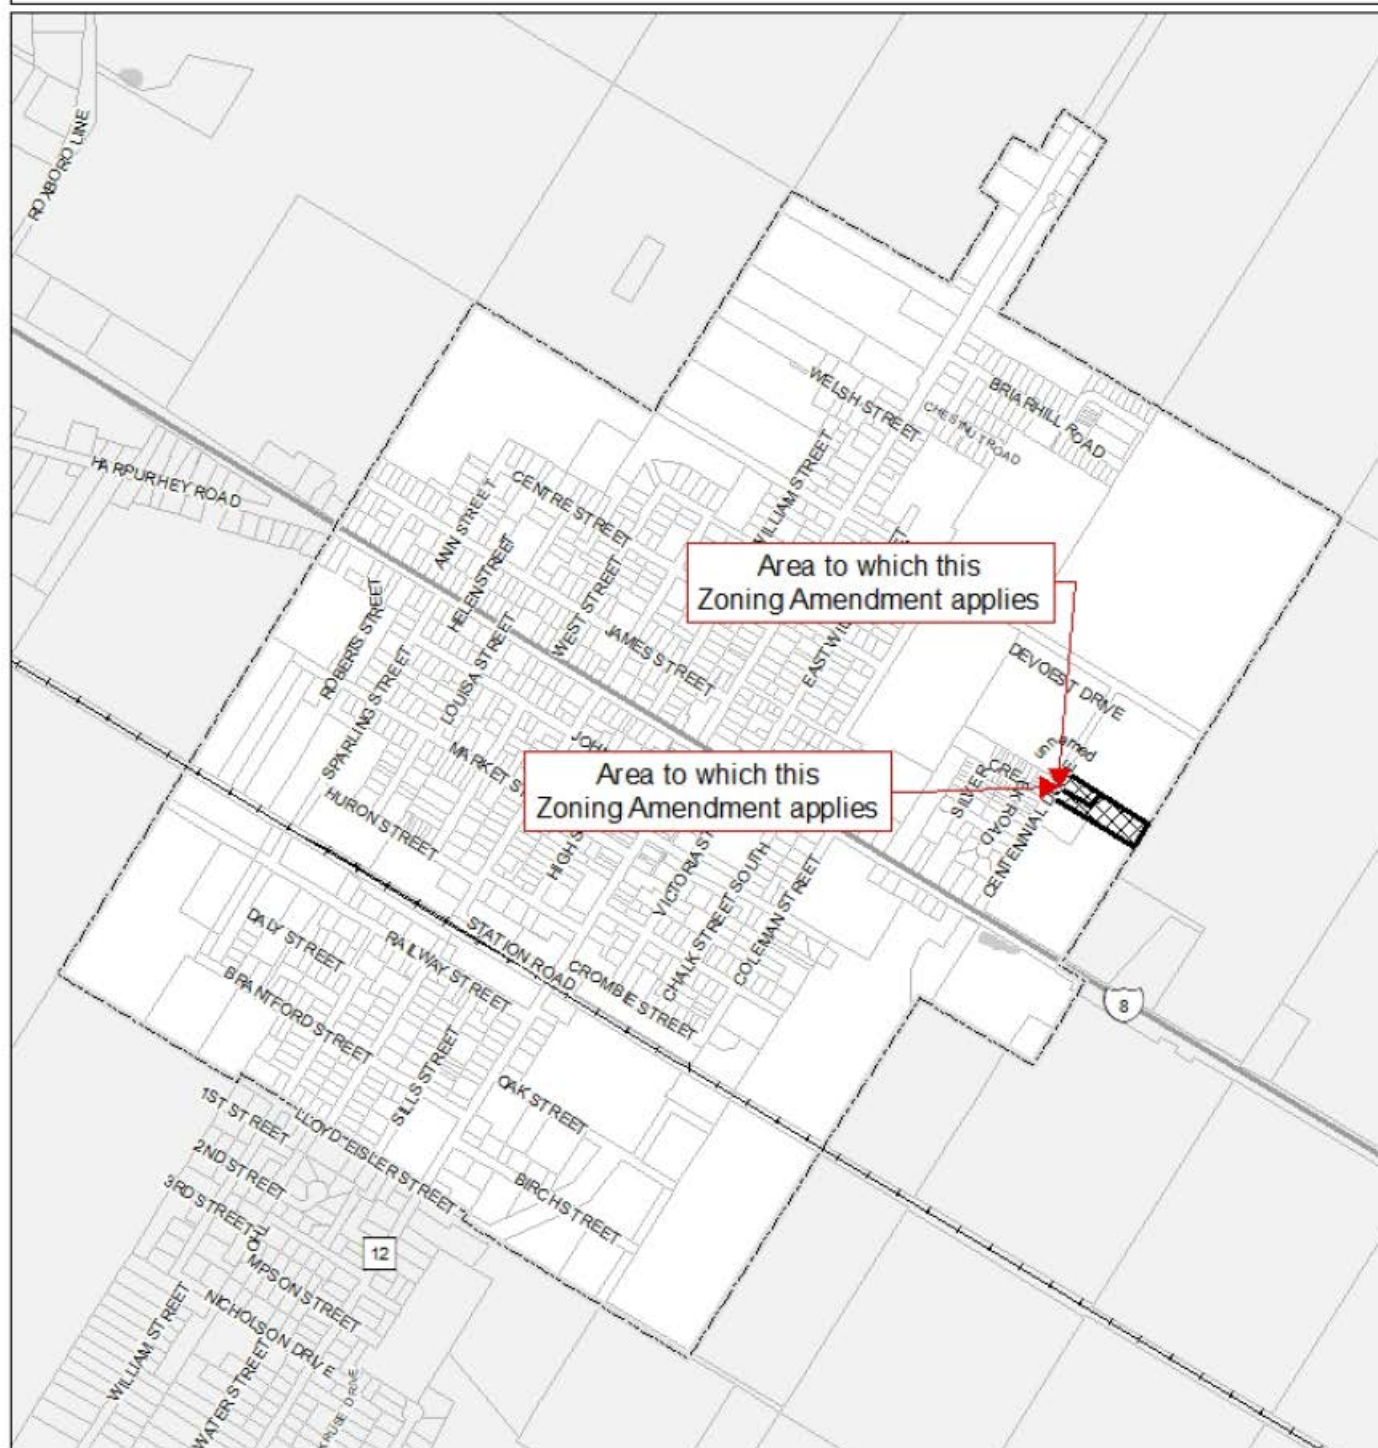 ROXBORO LINE
WELSH STREET
BRIARHILL ROAD
CHESTNUT ROAD
HARPURHEY ROAD
ANN STREET
CENTRE STREET
WILLIAM STREET
HELEN STREET
WEST STREET
Area to which this
Zoning Amendment applies
ROBERTS STREET
LOUISA STREET
JAMES STREET
DEVOEST DRIVE
SPARLING STREET
HURON STREET
Area to which this
Zoning Amendment applies
SILVER
ROAD
CENTENNIAL
CHALK STREET SOUTH
COLEMAN STREET
DALY STREET
RAILWAY STREET
STATION ROAD
CROMBIE STREET
8
BRANTFORD STREET
SILLS STREET
OAK STREET
1ST STREET
LLOYD EISLER STREET
2ND STREET
3RD STREET
BIRCH STREET
12
MPSON STREET
NICHOLSON DRIVE
WILLIAM STREET
WATER STREET